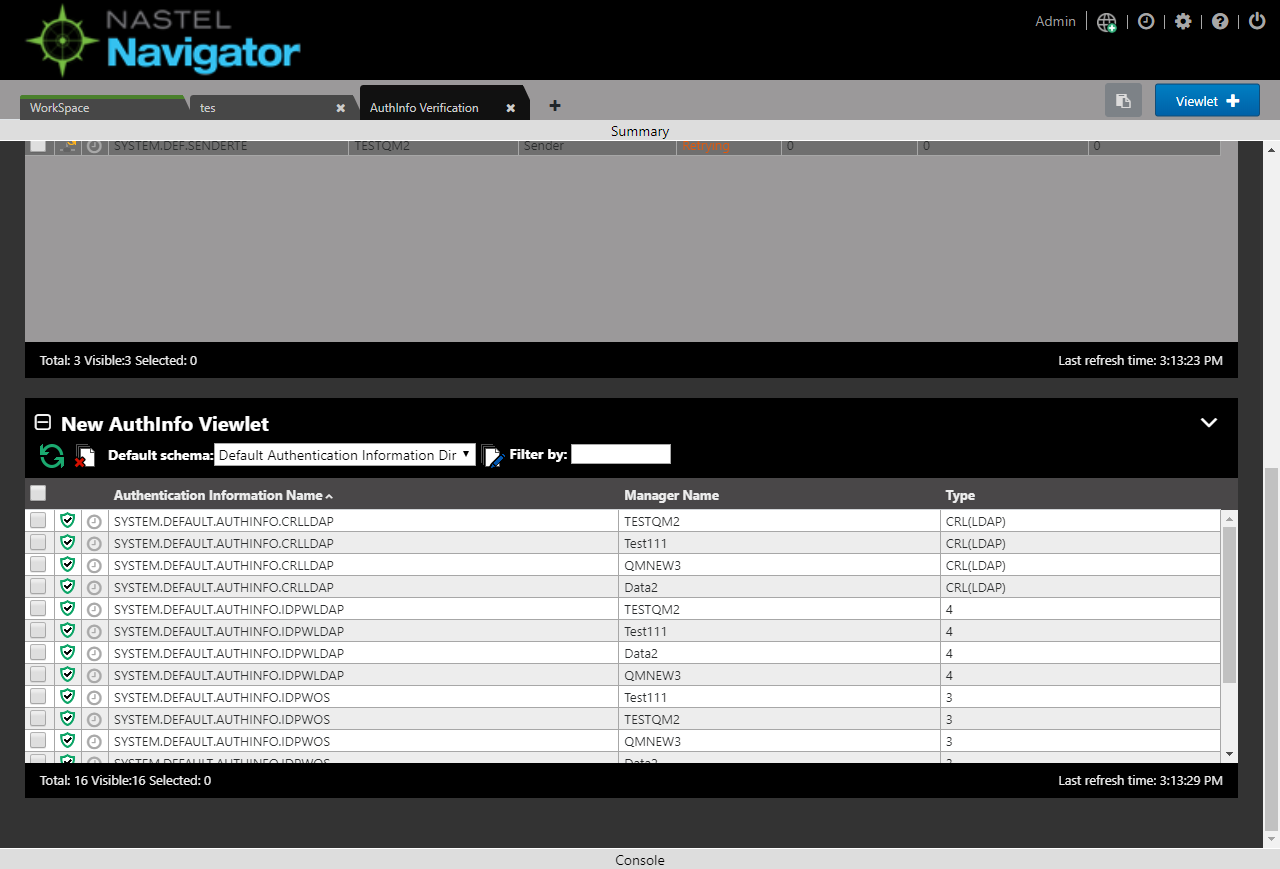 NASTEL
Navigator
Admin
WorkSpace tes AuthInfo Verification
Viewlet
Summary
SYSTEM.DEF.SENDERTE TESTQM2 Sender Retrying 0 0 0
Total: 3 Visible:3 Selected: 0 Last refresh time: 3:13:23 PM
New AuthInfo Viewlet
Default schema: Default Authentication Information Dir Filter by:
Authentication Information Name Manager Name Type
SYSTEM.DEFAULT.AUTHINFO.CRLLDAP TESTQM2 CRL(LDAP)
SYSTEM.DEFAULT.AUTHINFO.CRLLDAP Test111 CRL(LDAP)
SYSTEM.DEFAULT.AUTHINFO.CRLLDAP QMNEW3 CRL(LDAP)
SYSTEM.DEFAULT.AUTHINFO.CRLLDAP Data2 CRL(LDAP)
SYSTEM.DEFAULT.AUTHINFO.IDPWLDAP TESTQM2 4
SYSTEM.DEFAULT.AUTHINFO.IDPWLDAP Test111 4
SYSTEM.DEFAULT.AUTHINFO.IDPWLDAP Data2 4
SYSTEM.DEFAULT.AUTHINFO.IDPWLDAP QMNEW3 4
SYSTEM.DEFAULT.AUTHINFO.IDPWOS Test111 3
SYSTEM.DEFAULT.AUTHINFO.IDPWOS TESTQM2 3
SYSTEM.DEFAULT.AUTHINFO.IDPWOS QMNEW3 3
SYSTEM.DEFAULT.AUTHINFO.IDPWOS Data2 3
Total: 16 Visible:16 Selected: 0 Last refresh time: 3:13:29 PM
Console